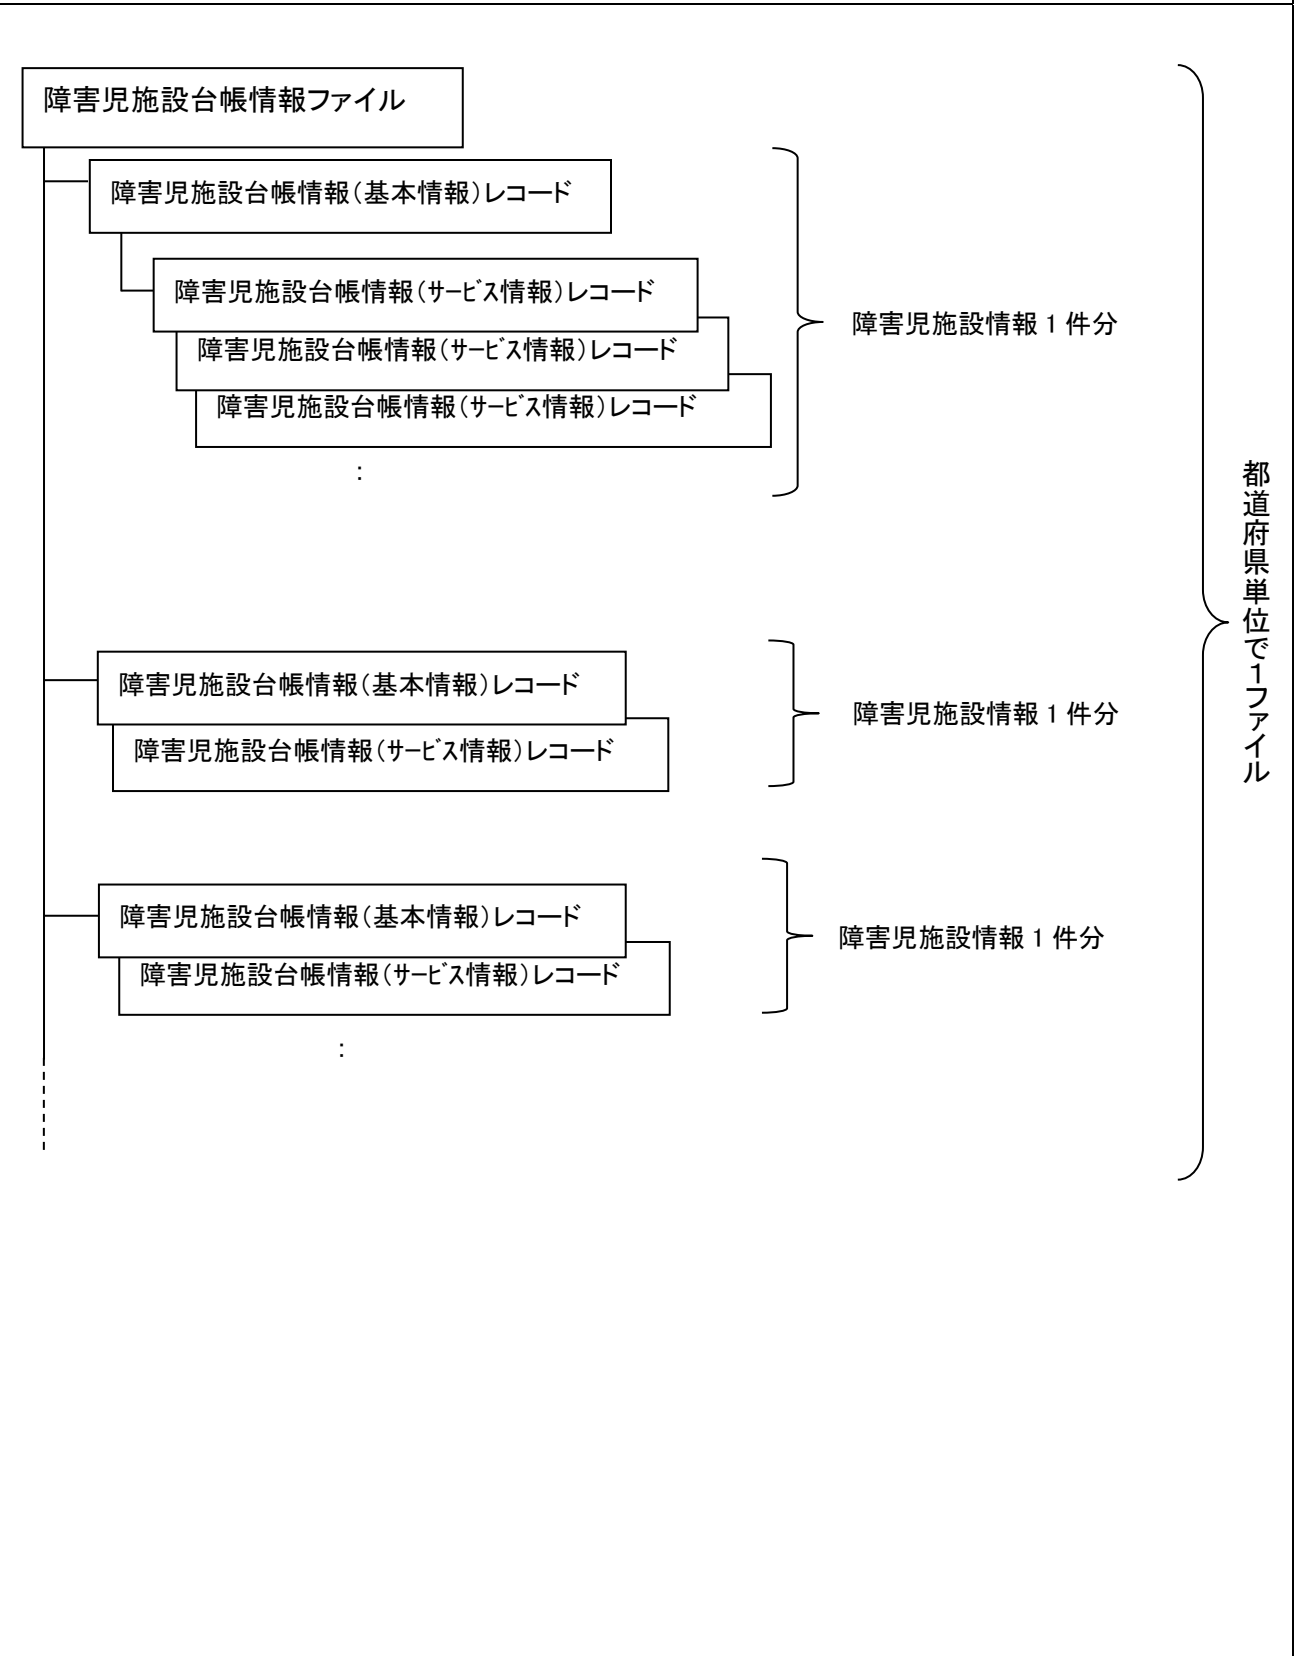 障害児施設台帳情報ファイル
障害児施設台帳情報（基本情報）レコード
障害児施設台帳情報（ｻｰﾋﾞｽ情報）レコード
障害児施設台帳情報（ｻｰﾋﾞｽ情報）レコード
障害児施設台帳情報（ｻｰﾋﾞｽ情報）レコード
：
障害児施設情報 1 件分
障害児施設台帳情報（基本情報）レコード
障害児施設台帳情報（ｻｰﾋﾞｽ情報）レコード
障害児施設情報 1 件分
障害児施設台帳情報（基本情報）レコード
障害児施設台帳情報（ｻｰﾋﾞｽ情報）レコード
：
障害児施設情報 1 件分
都道府県単位で１ファイル